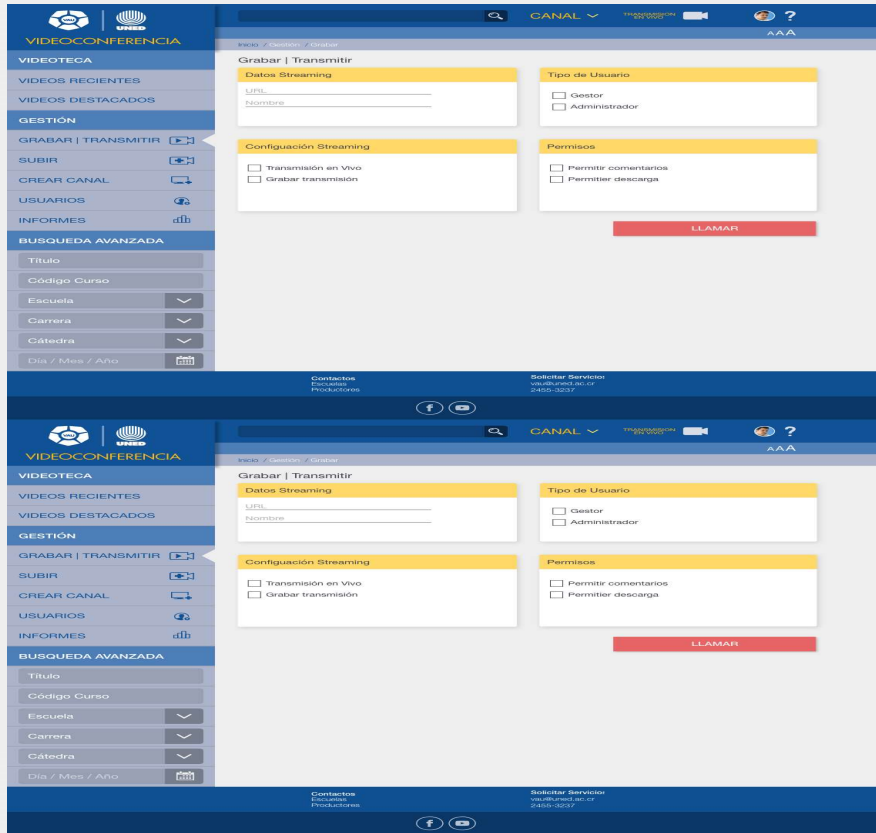 VAU
UNED
VIDEOCONFERENCIA
CANAL
TRANSMISION
EN VIVO
?
AAA
Inicio / Gestión / Grabar
VIDEOTECA
VIDEOS RECIENTES
VIDEOS DESTACADOS
GESTIÓN
GRABAR | TRANSMITIR
SUBIR
CREAR CANAL
USUARIOS
INFORMES
BUSQUEDA AVANZADA
Título
Código Curso
Escuela
Carrera
Cátedra
Día / Mes / Año
Grabar | Transmitir
Datos Streaming
URL
Nombre
Tipo de Usuario
Gestor
Administrador
Configuación Streaming
Transmisión en Vivo
Grabar transmisión
Permisos
Permitir comentarios
Permitier descarga
LLAMAR
Contactos
Escuelas
Productores
Solicitar Servicio:
vau@uned.ac.cr
2455-3237
f
VAU
UNED
VIDEOCONFERENCIA
CANAL
TRANSMISION
EN VIVO
?
AAA
Inicio / Gestión / Grabar
VIDEOTECA
VIDEOS RECIENTES
VIDEOS DESTACADOS
GESTIÓN
GRABAR | TRANSMITIR
SUBIR
CREAR CANAL
USUARIOS
INFORMES
BUSQUEDA AVANZADA
Título
Código Curso
Escuela
Carrera
Cátedra
Día / Mes / Año
Grabar | Transmitir
Datos Streaming
URL
Nombre
Tipo de Usuario
Gestor
Administrador
Configuación Streaming
Transmisión en Vivo
Grabar transmisión
Permisos
Permitir comentarios
Permitier descarga
LLAMAR
Contactos
Escuelas
Productores
Solicitar Servicio:
vau@uned.ac.cr
2455-3237
f